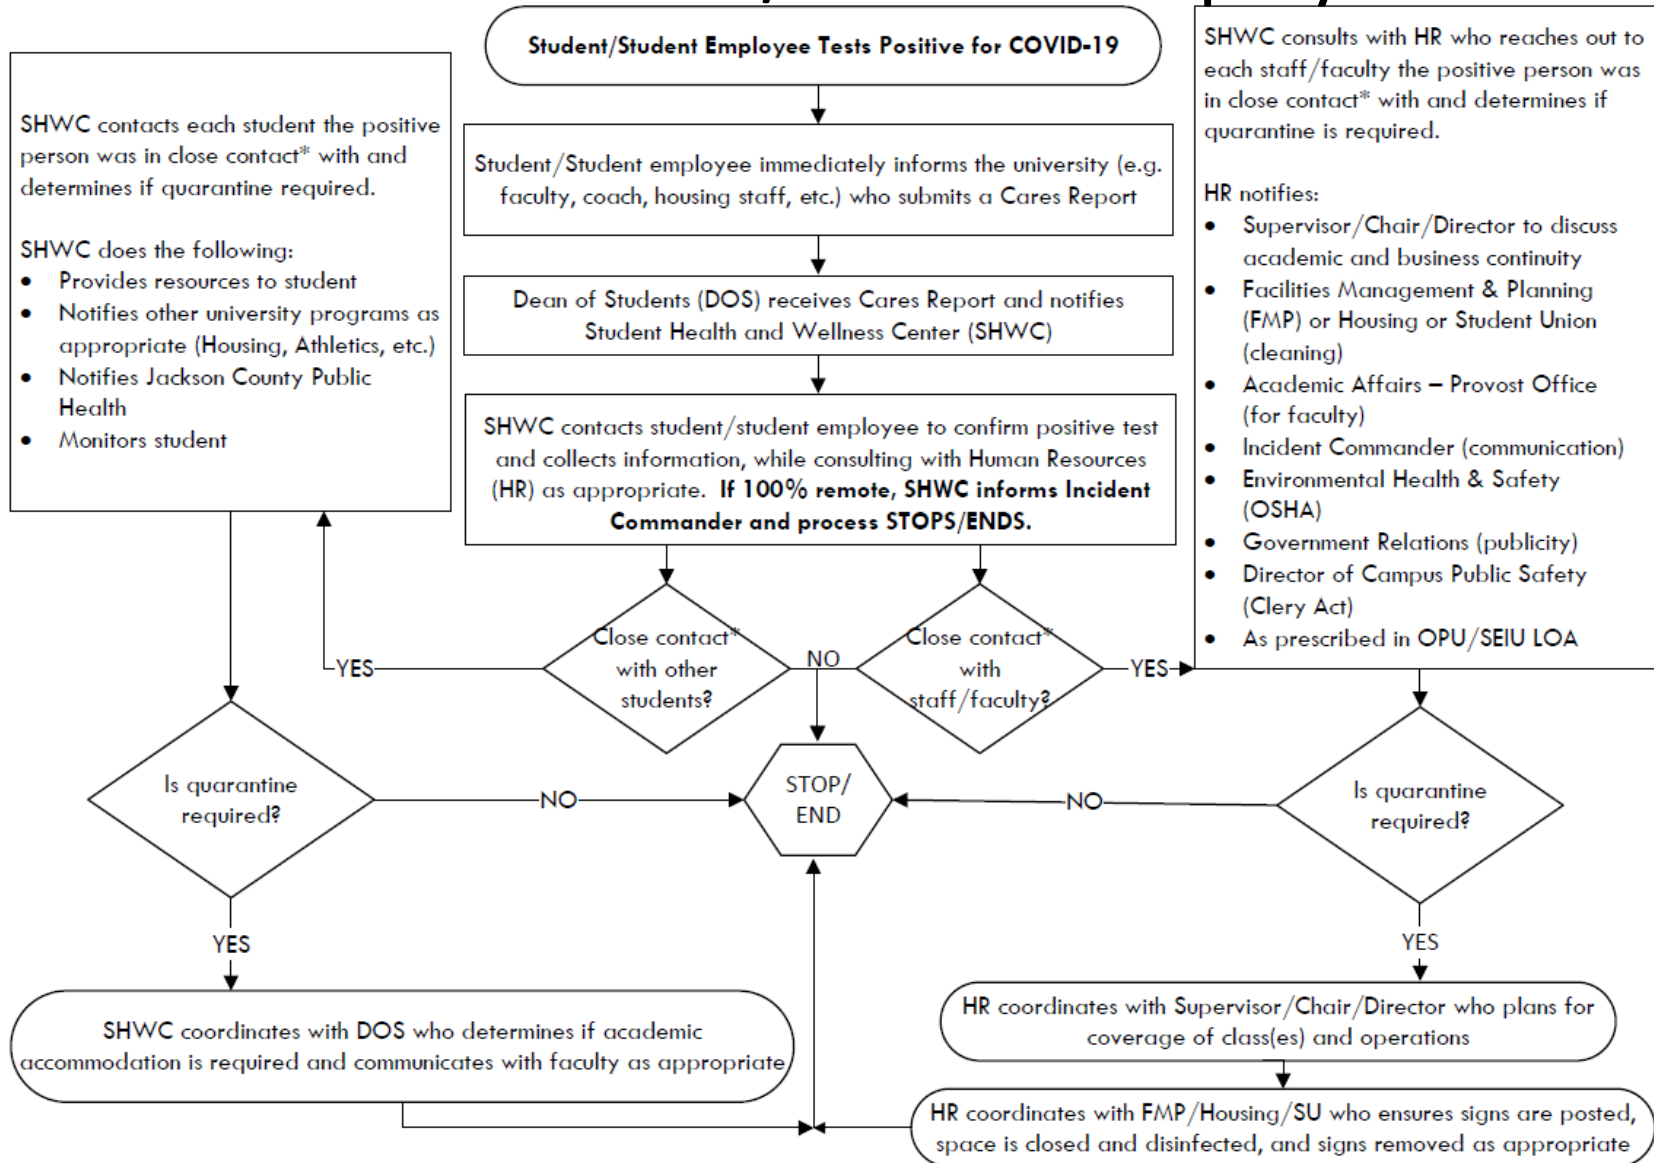 Student/Student Employee Tests Positive for COVID-19
Student/Student employee immediately informs the university (e.g.
faculty, coach, housing staff, etc.) who submits a Cares Report
Dean of Students (DOS) receives Cares Report and notifies
Student Health and Wellness Center (SHWC)
SHWC contacts student/student employee to confirm positive test
and collects information, while consulting with Human Resources
(HR) as appropriate. If 100% remote, SHWC informs Incident
Commander and process STOPS/ENDS.
Close contact*
with other
students?
NO
Close contact*
with
staff/faculty?
YES
YES
SHWC contacts each student the positive
person was in close contact* with and
determines if quarantine required.
SHWC does the following:
• Provides resources to student
• Notifies other university programs as
appropriate (Housing, Athletics, etc.)
• Notifies Jackson County Public
Health
• Monitors student
SHWC consults with HR who reaches out to
each staff/faculty the positive person was
in close contact* with and determines if
quarantine is required.
HR notifies:
• Supervisor/Chair/Director to discuss
academic and business continuity
• Facilities Management & Planning
(FMP) or Housing or Student Union
(cleaning)
• Academic Affairs – Provost Office
(for faculty)
• Incident Commander (communication)
• Environmental Health & Safety
(OSHA)
• Government Relations (publicity)
• Director of Campus Public Safety
(Clery Act)
• As prescribed in OPU/SEIU LOA
Is quarantine
required?
NO
STOP/
END
NO
Is quarantine
required?
YES
YES
SHWC coordinates with DOS who determines if academic
accommodation is required and communicates with faculty as appropriate
HR coordinates with Supervisor/Chair/Director who plans for
coverage of class(es) and operations
HR coordinates with FMP/Housing/SU who ensures signs are posted,
space is closed and disinfected, and signs removed as appropriate